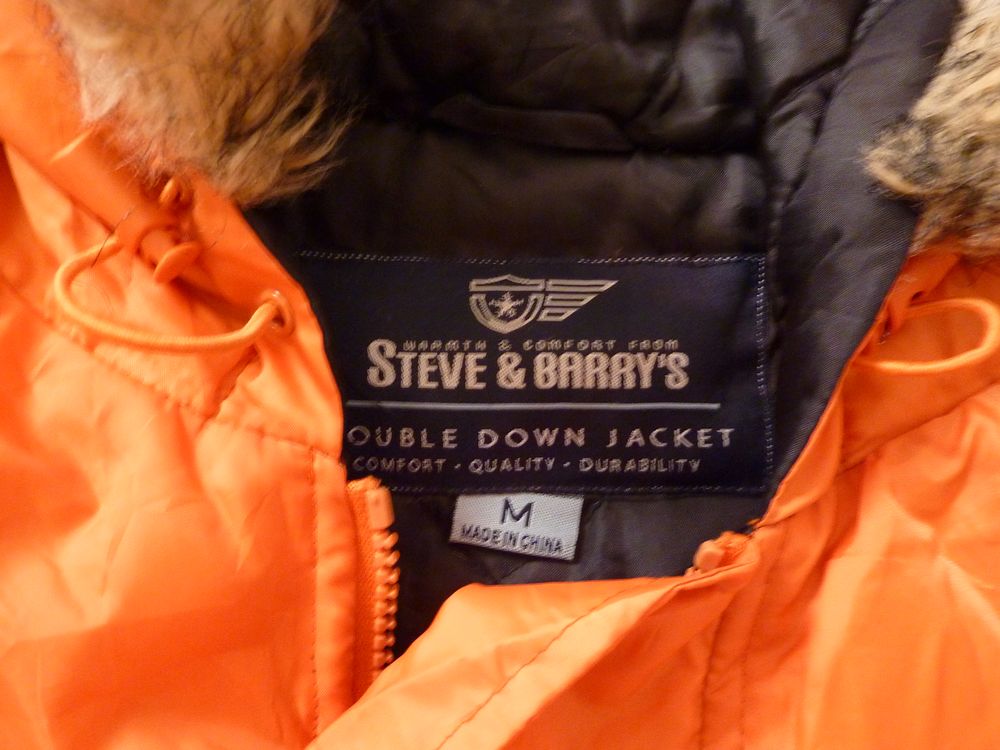 WARMTH & COMFORT FROM
STEVE & BARRY'S
OUBLE DOWN JACKET
COMFORT - QUALITY - DURABILITY
M
MADE IN CHINA